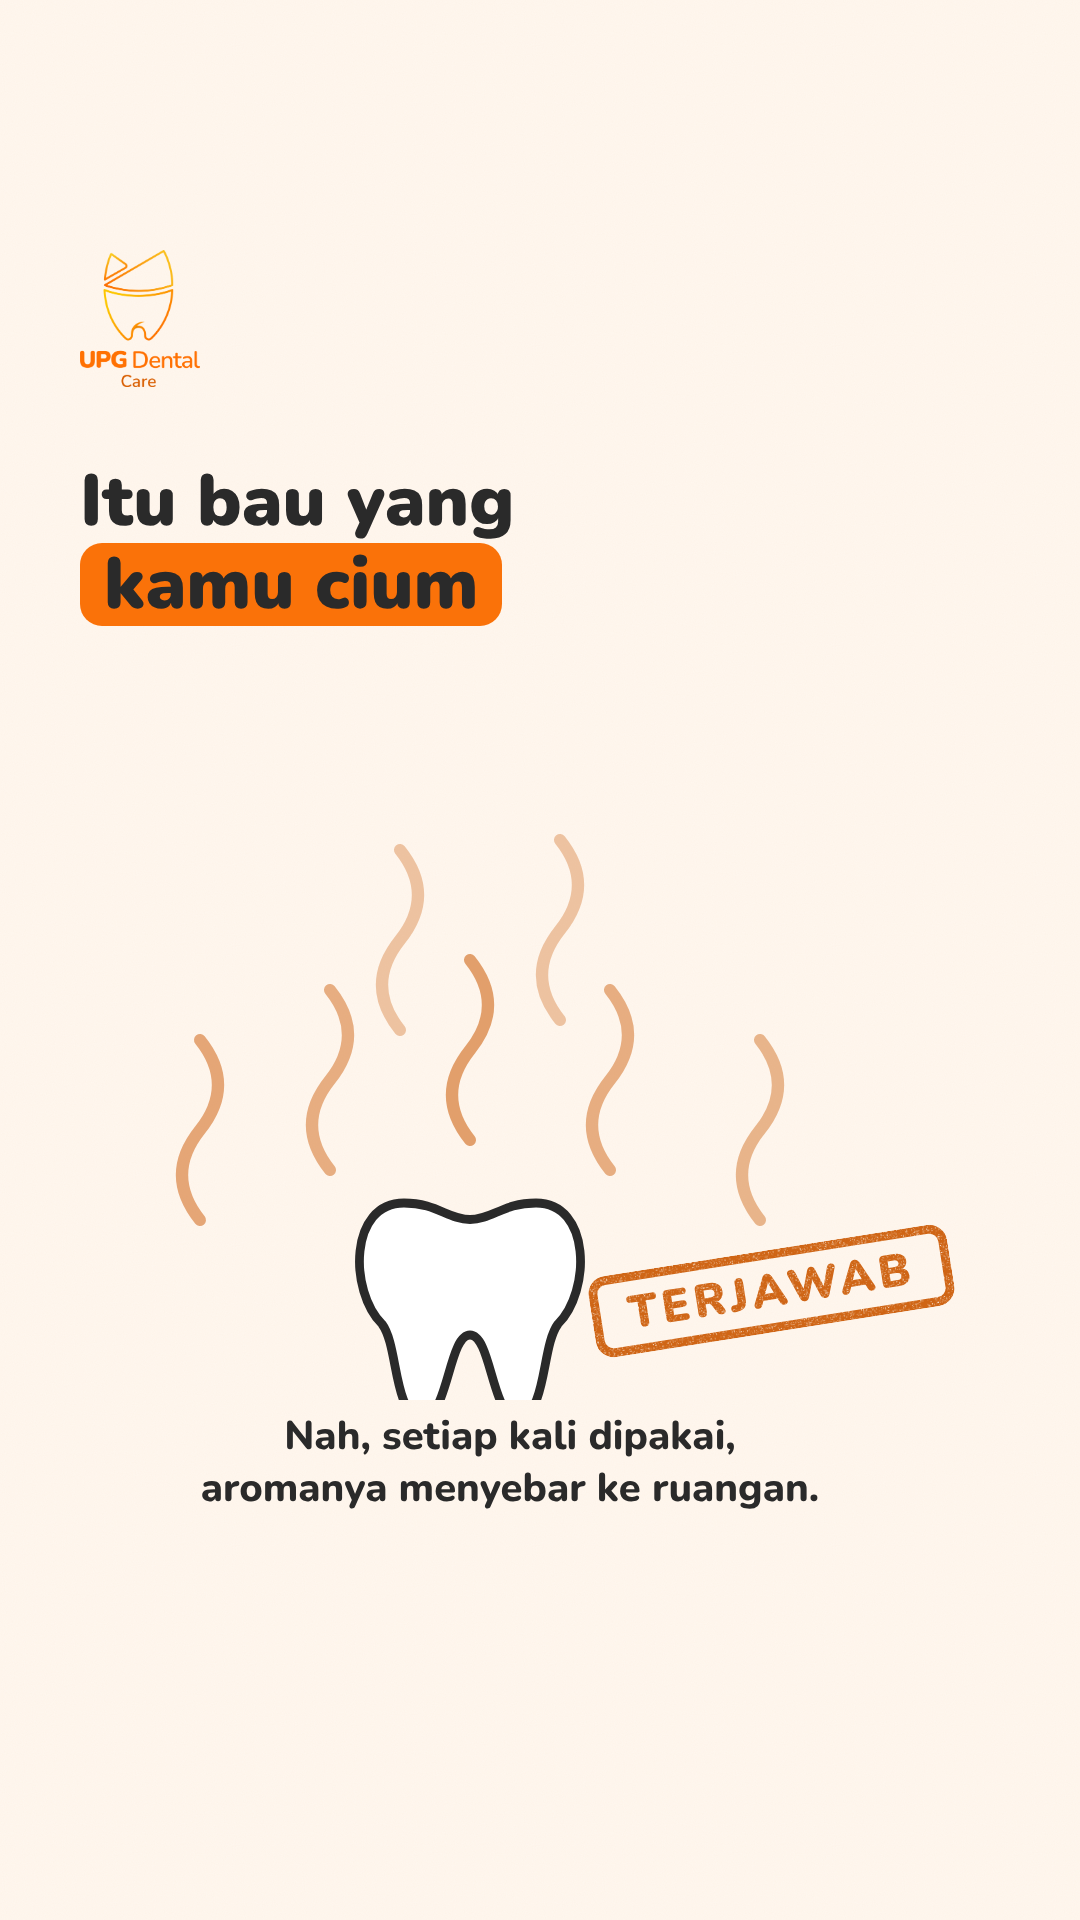 UPG Dental
Care
Itu bau yang
kamu cium
TERJAWAB
Nah, setiap kali dipakai,
aromanya menyebar ke ruangan.